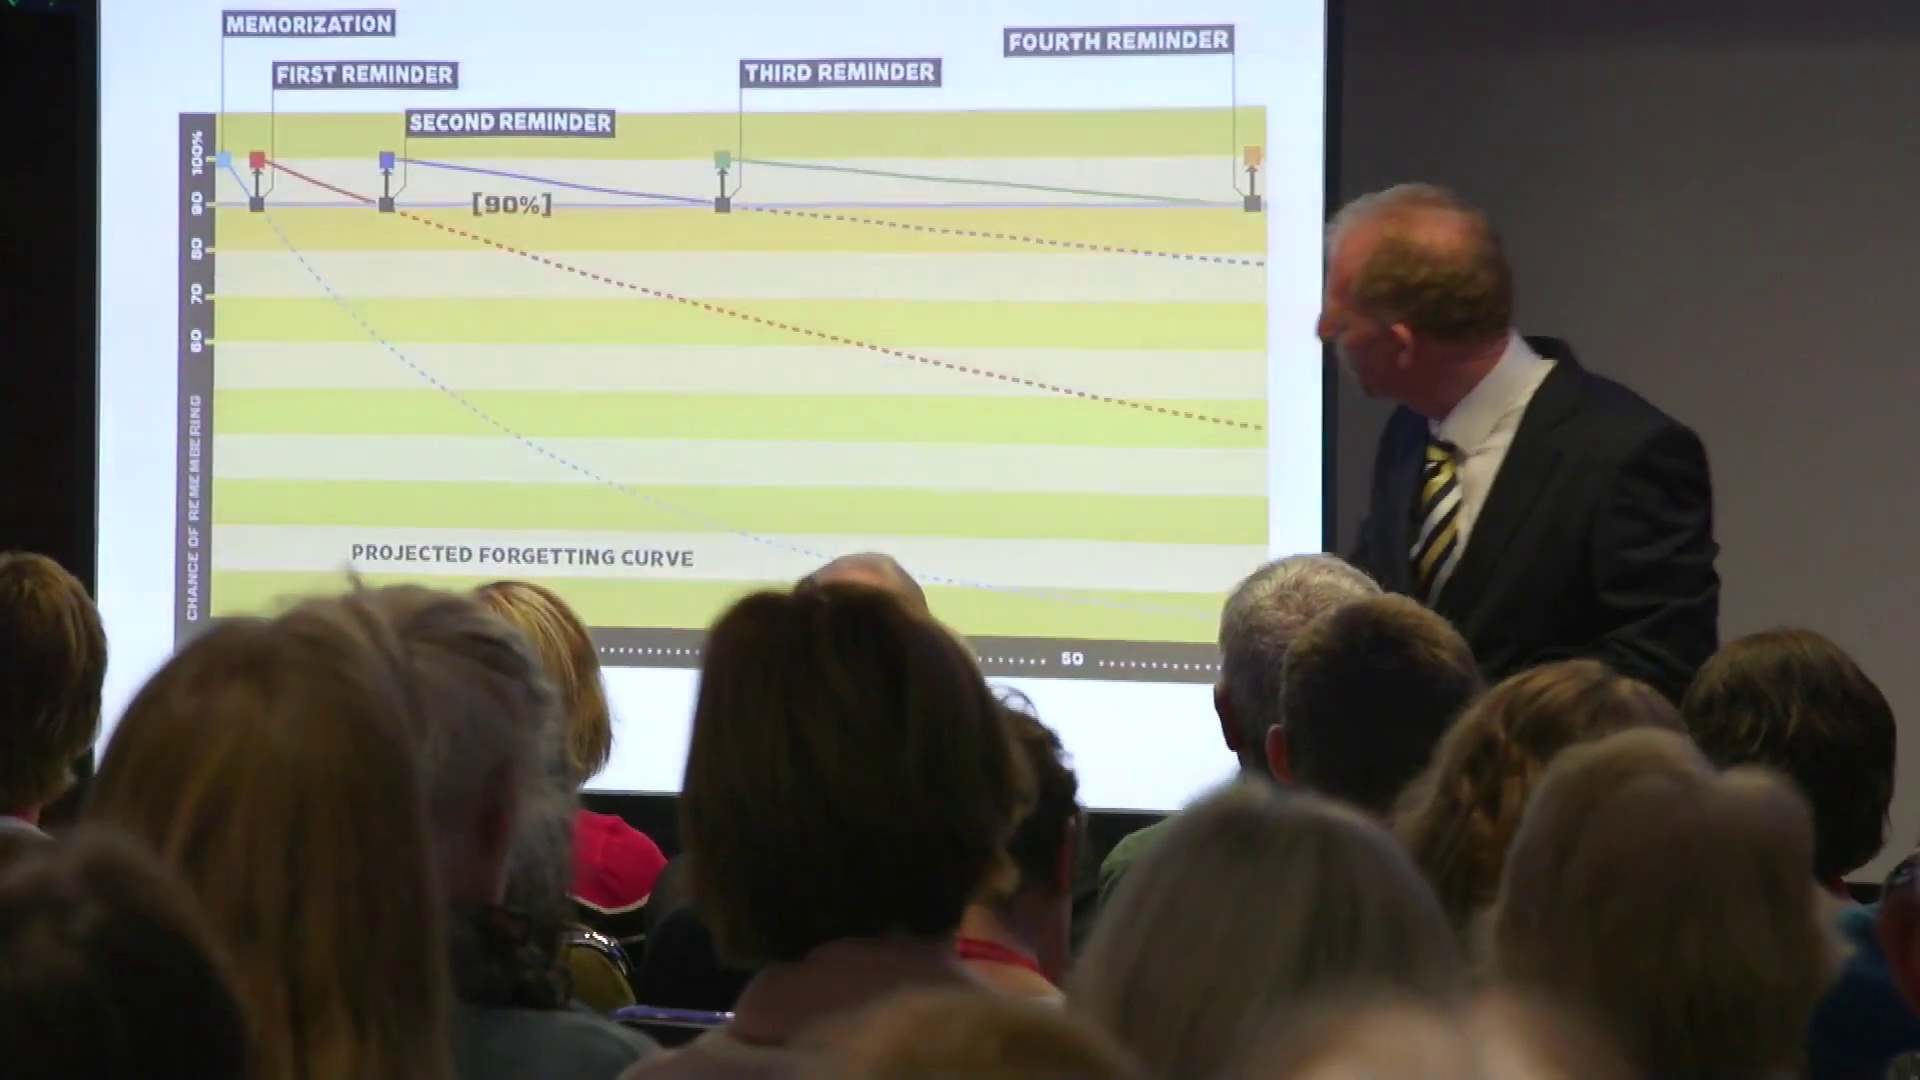 MEMORIZATION
FOURTH REMINDER
FIRST REMINDER
THIRD REMINDER
SECOND REMINDER
100%
90
80
70
60
[90%]
CHANCE OF REMEMBERING
PROJECTED FORGETTING CURVE
50